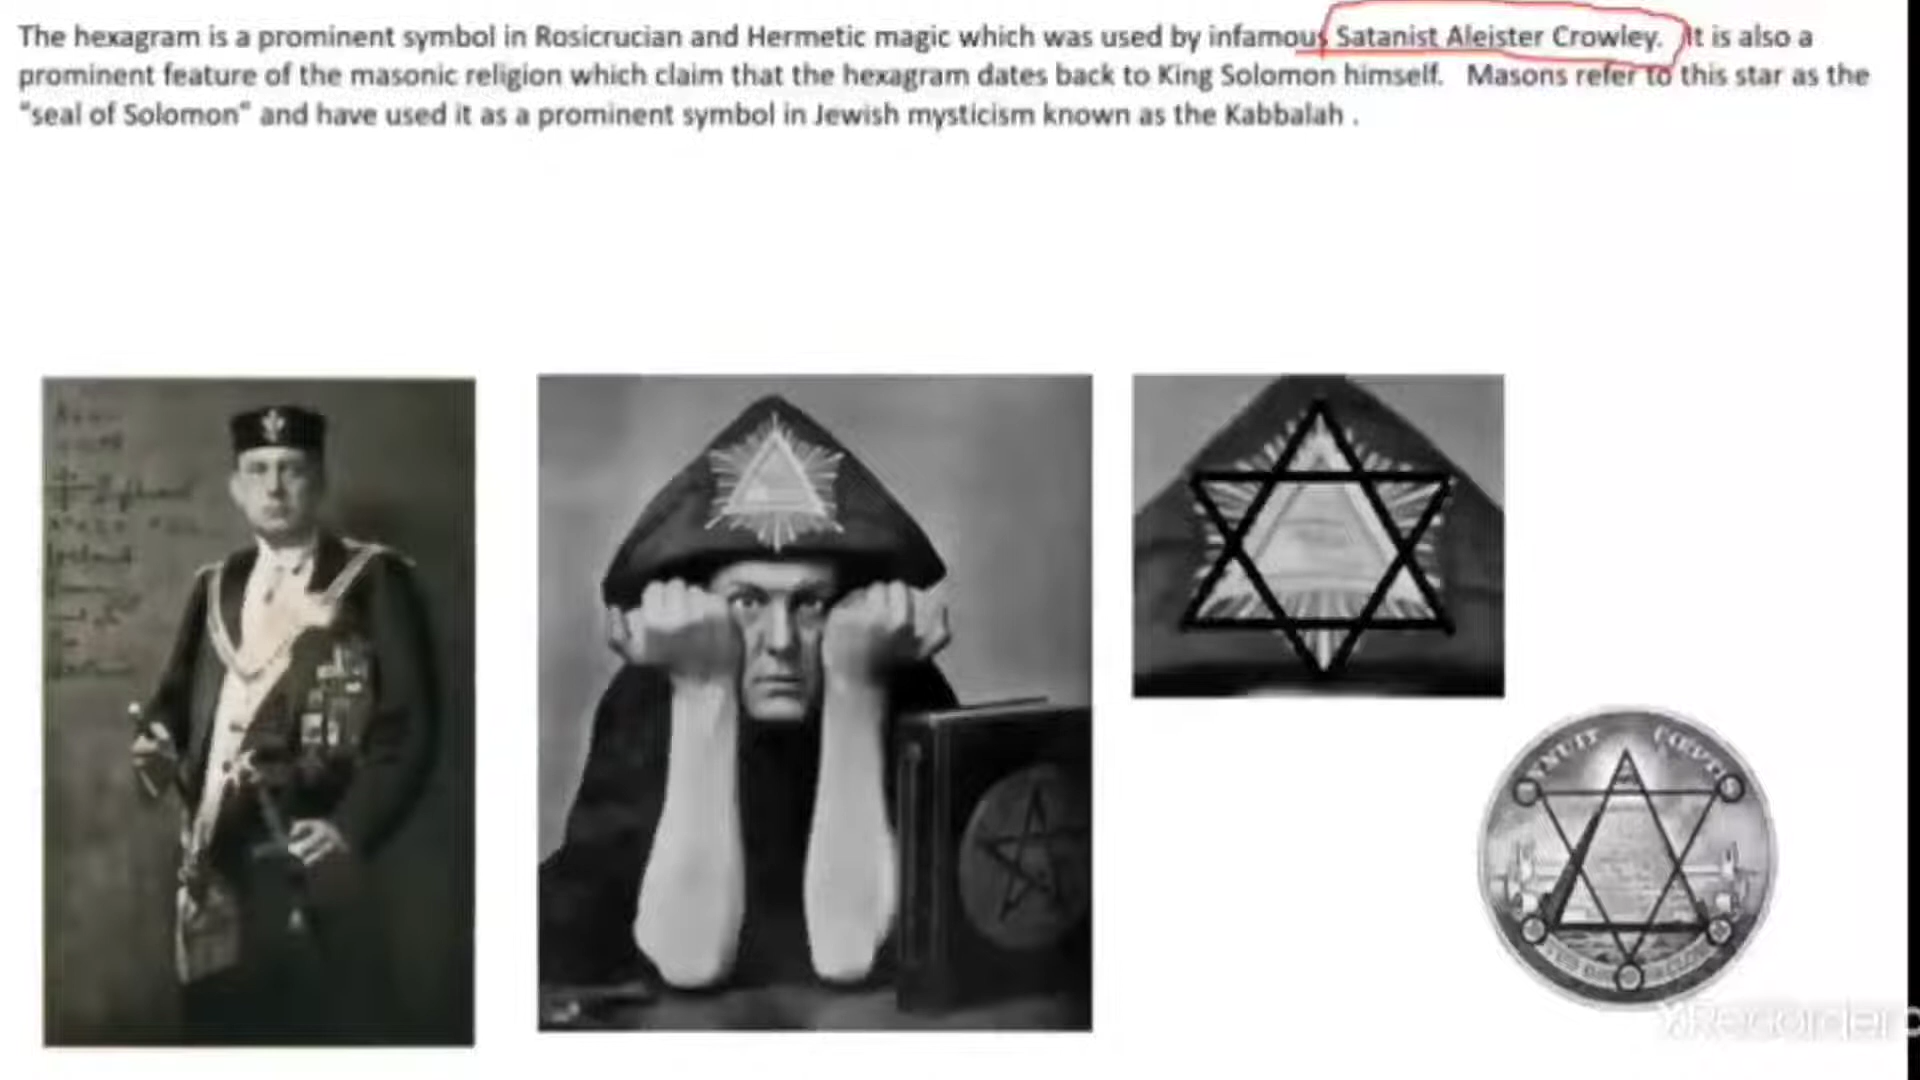 The hexagram is a prominent symbol in Rosicrucian and Hermetic magic which was used by infamous Satanist Aleister Crowley. It is also a
prominent feature of the masonic religion which claim that the hexagram dates back to King Solomon himself. Masons refer to this star as the
"seal of Solomon" and have used it as a prominent symbol in Jewish mysticism known as the Kabbalah .
XRecorder